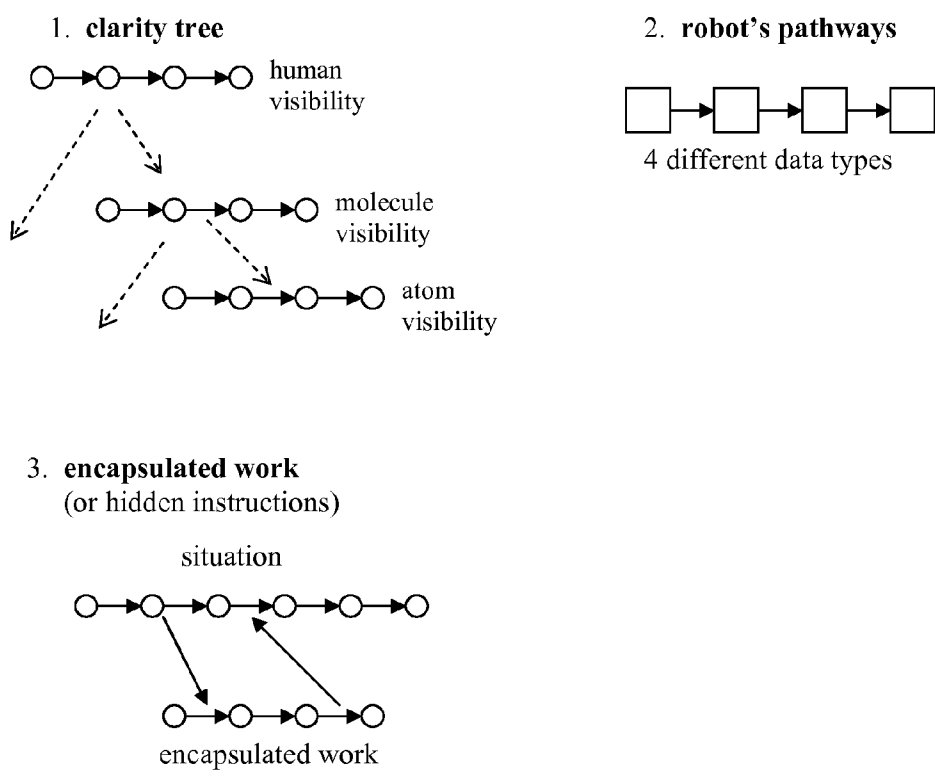 1. clarity tree
human
visibility
molecule
visibility
atom
visibility
2. robot's pathways
4 different data types
3. encapsulated work
(or hidden instructions)
situation
encapsulated work